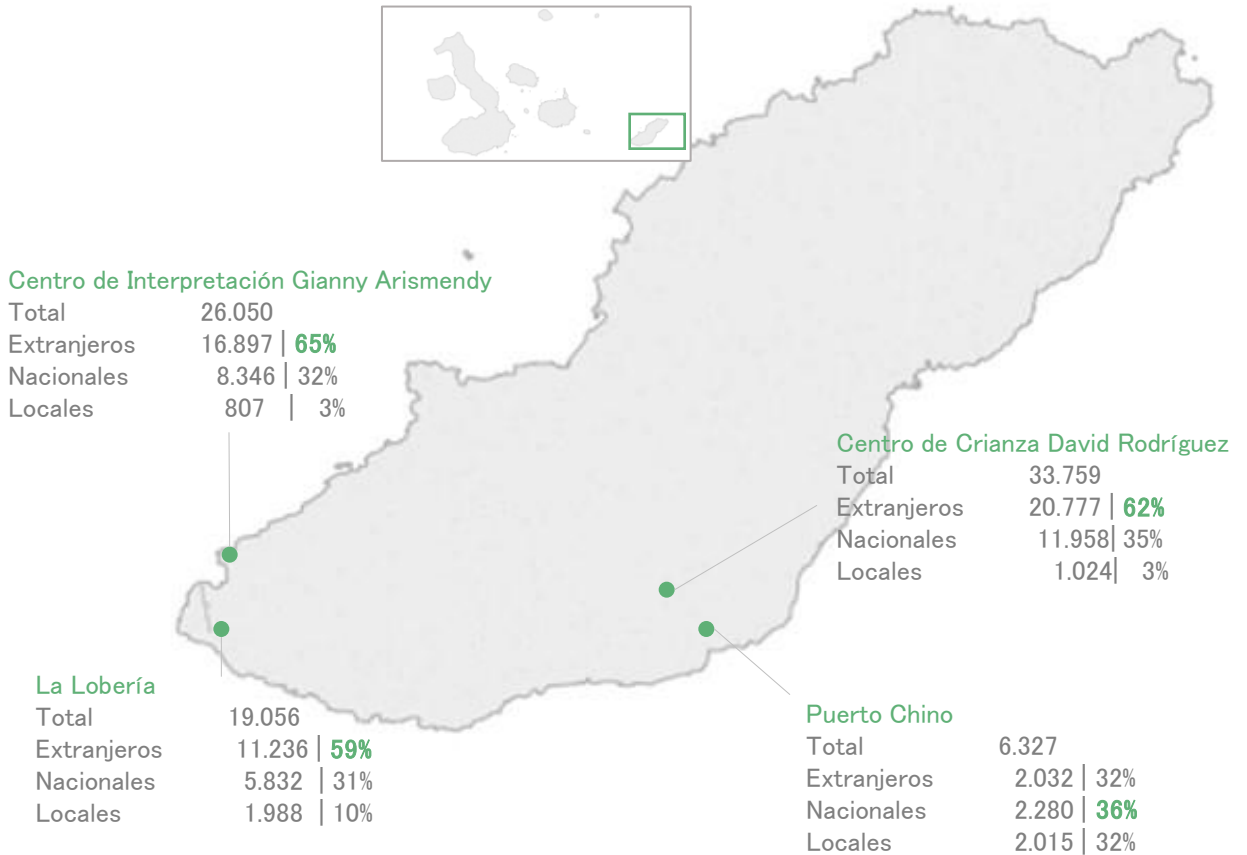 Centro de Interpretación Gianny Arismendy
Total 26.050
Extranjeros 16.897 | 65%
Nacionales 8.346 | 32%
Locales 807 | 3%
Centro de Crianza David Rodríguez
Total 33.759
Extranjeros 20.777 | 62%
Nacionales 11.958| 35%
Locales 1.024| 3%
La Lobería
Total 19.056
Extranjeros 11.236 | 59%
Nacionales 5.832 | 31%
Locales 1.988 | 10%
Puerto Chino
Total 6.327
Extranjeros 2.032 | 32%
Nacionales 2.280 | 36%
Locales 2.015 | 32%